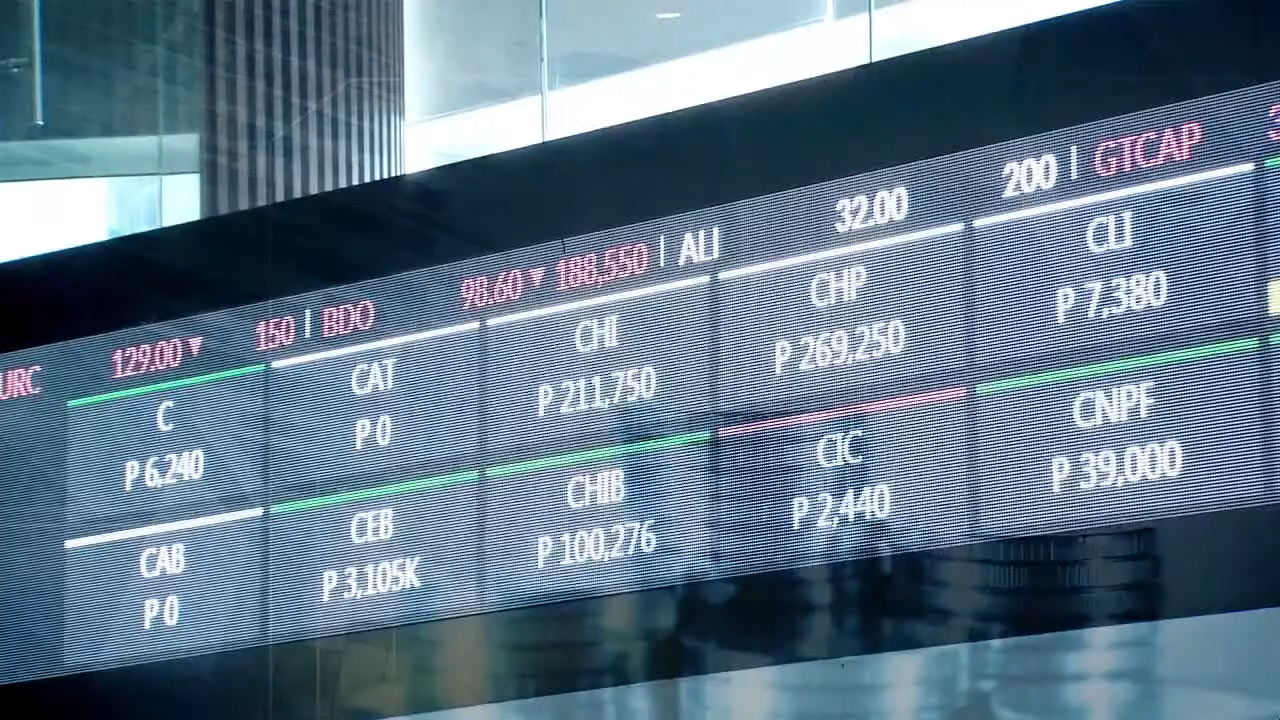 URC 129.00 ▼ 150 | BDO 98.60 ▼ 188,550 | ALI 32.00 200 | GTCAP
C CAT CHI CHP CLI
P 6,240 P 0 P 211,750 P 269,250 P 7,380
CAB CEB CHIB CIC CNPF
P 0 P 3,105K P 100,276 P 2,440 P 39,000